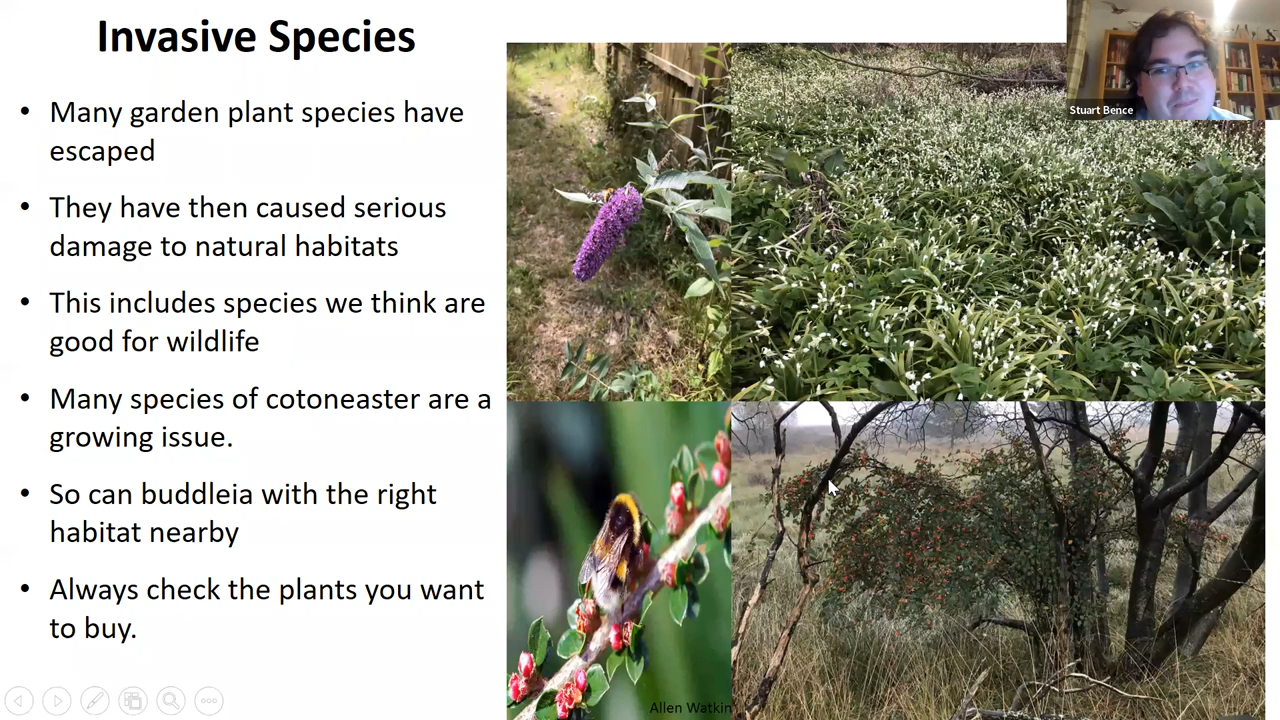 Invasive Species
• Many garden plant species have
escaped
• They have then caused serious
damage to natural habitats
• This includes species we think are
good for wildlife
• Many species of cotoneaster are a
growing issue.
• So can buddleia with the right
habitat nearby
• Always check the plants you want
to buy.
Stuart Bence
Allen Watkin